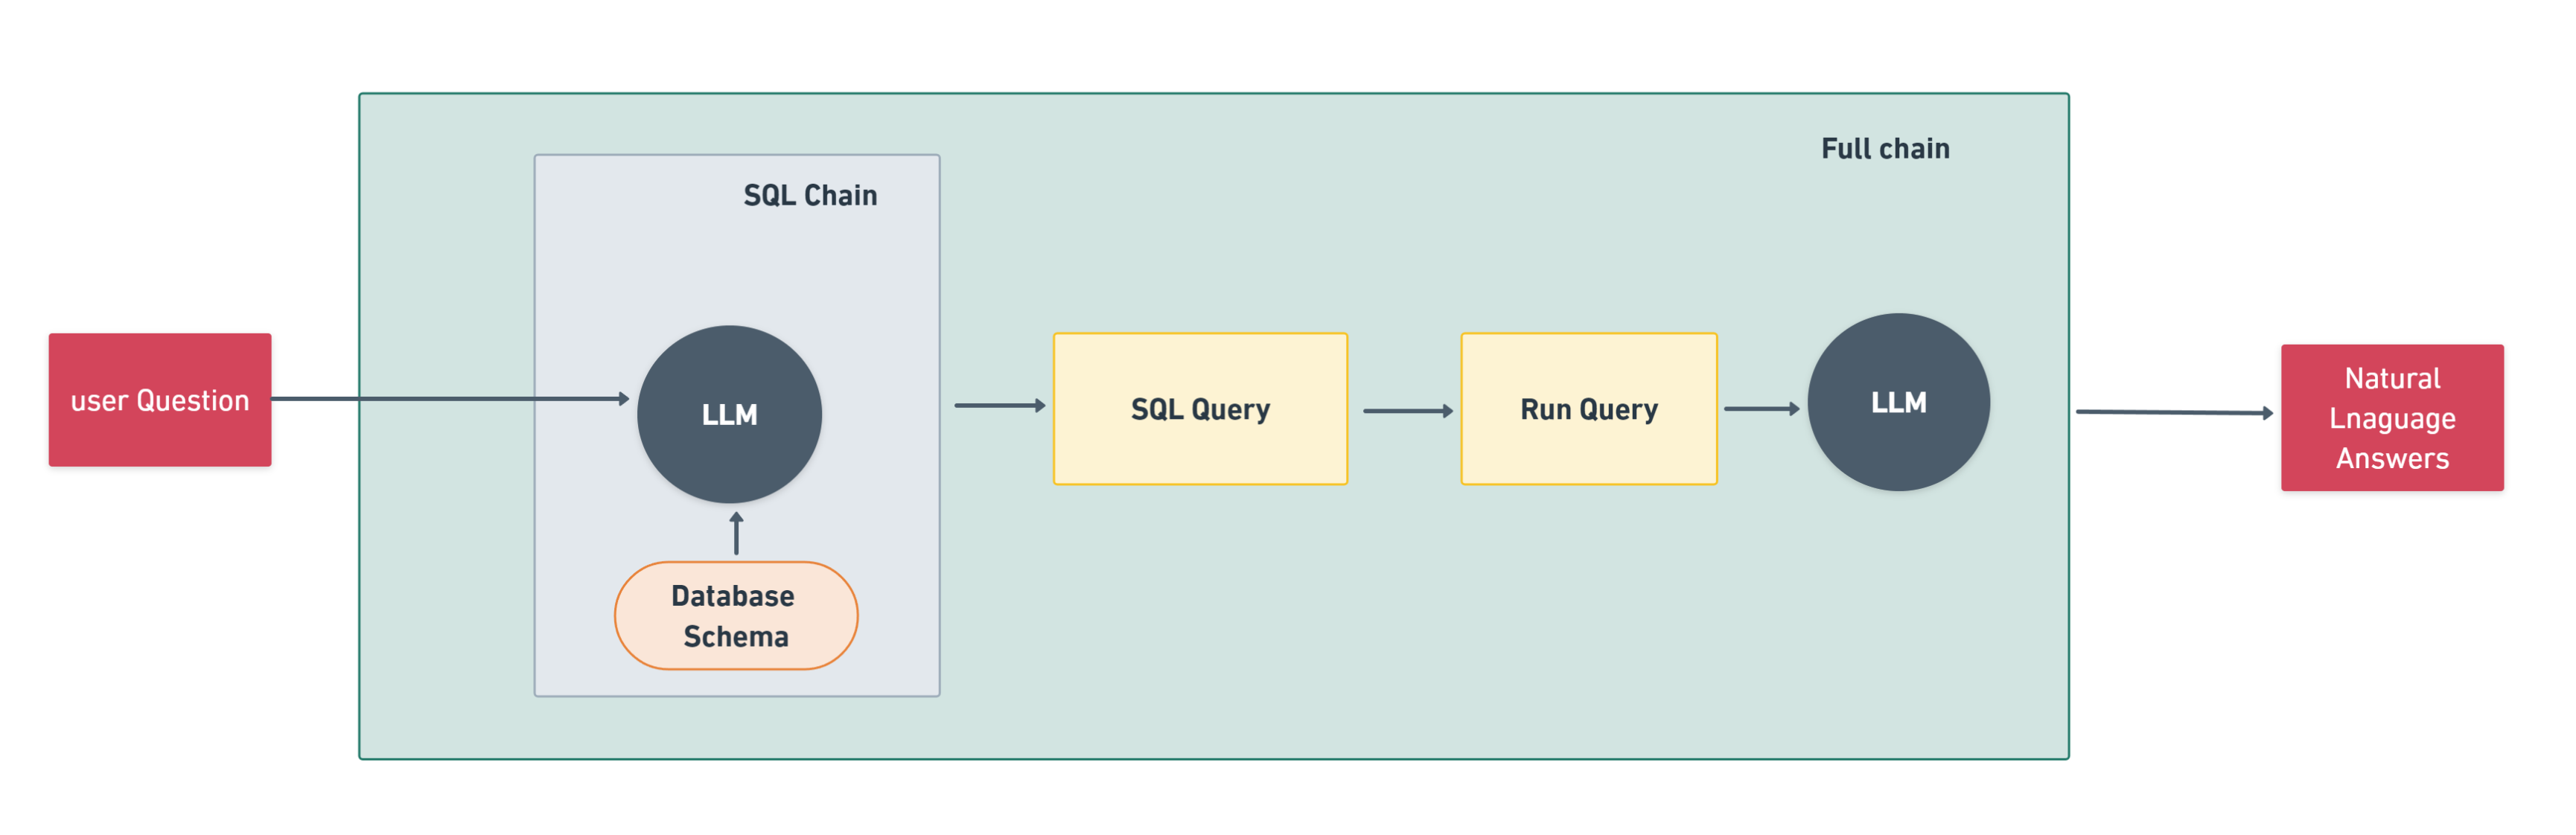 Full chain
SQL Chain
user Question
LLM
Database
Schema
SQL Query
Run Query
LLM
Natural
Lnaguage
Answers